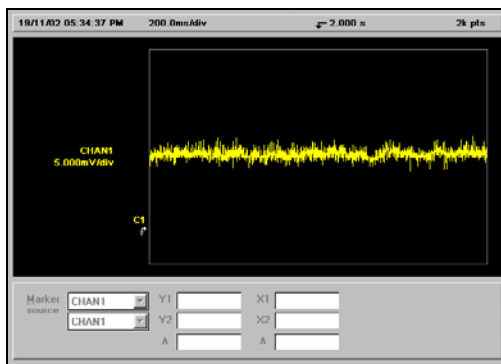 19/11/02 05:34:37 PM 200.0ms/div 2.000 s 2k pts
CHAN1
5.000mV/div
C1
Marker source CHAN1 Y1 X1
CHAN1 Y2 X2
Δ Δ